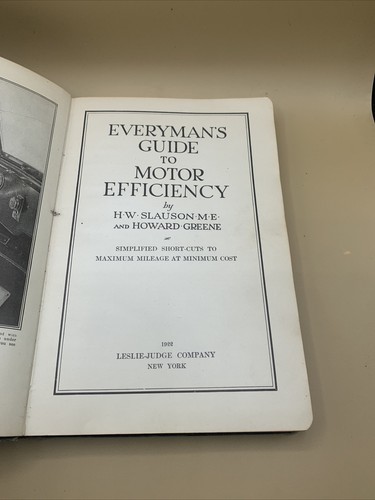 EVERYMAN'S
GUIDE
TO
MOTOR
EFFICIENCY
by
H·W·SLAUSON·M·E·
AND HOWARD·GREENE
SIMPLIFIED SHORT-CUTS TO
MAXIMUM MILEAGE AT MINIMUM COST
1922
LESLIE-JUDGE COMPANY
NEW YORK